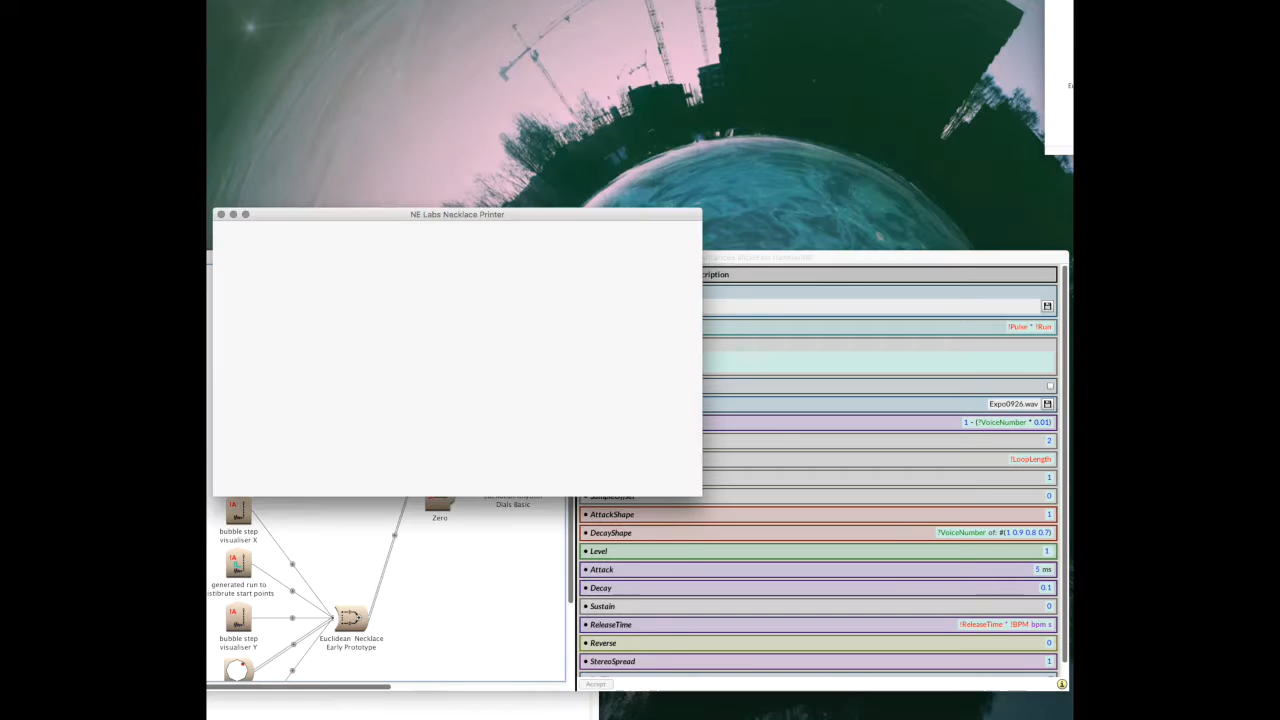 NE Labs Necklace Printer
cription
!Pulse * !Run
Expo0926.wav
1 - (?VoiceNumber * 0.01)
2
!LoopLength
1
0
AttackShape 1
DecayShape ?VoiceNumber of: #(1 0.9 0.8 0.7)
Level 1
Attack 5 ms
Decay 0.1
Sustain 0
ReleaseTime !ReleaseTime * !BPM bpm s
Reverse 0
StereoSpread 1
Accept
Dials Basic
Zero
bubble step
visualiser X
generated run to
istibrute start points
bubble step
visualiser Y
Euclidean Necklace
Early Prototype